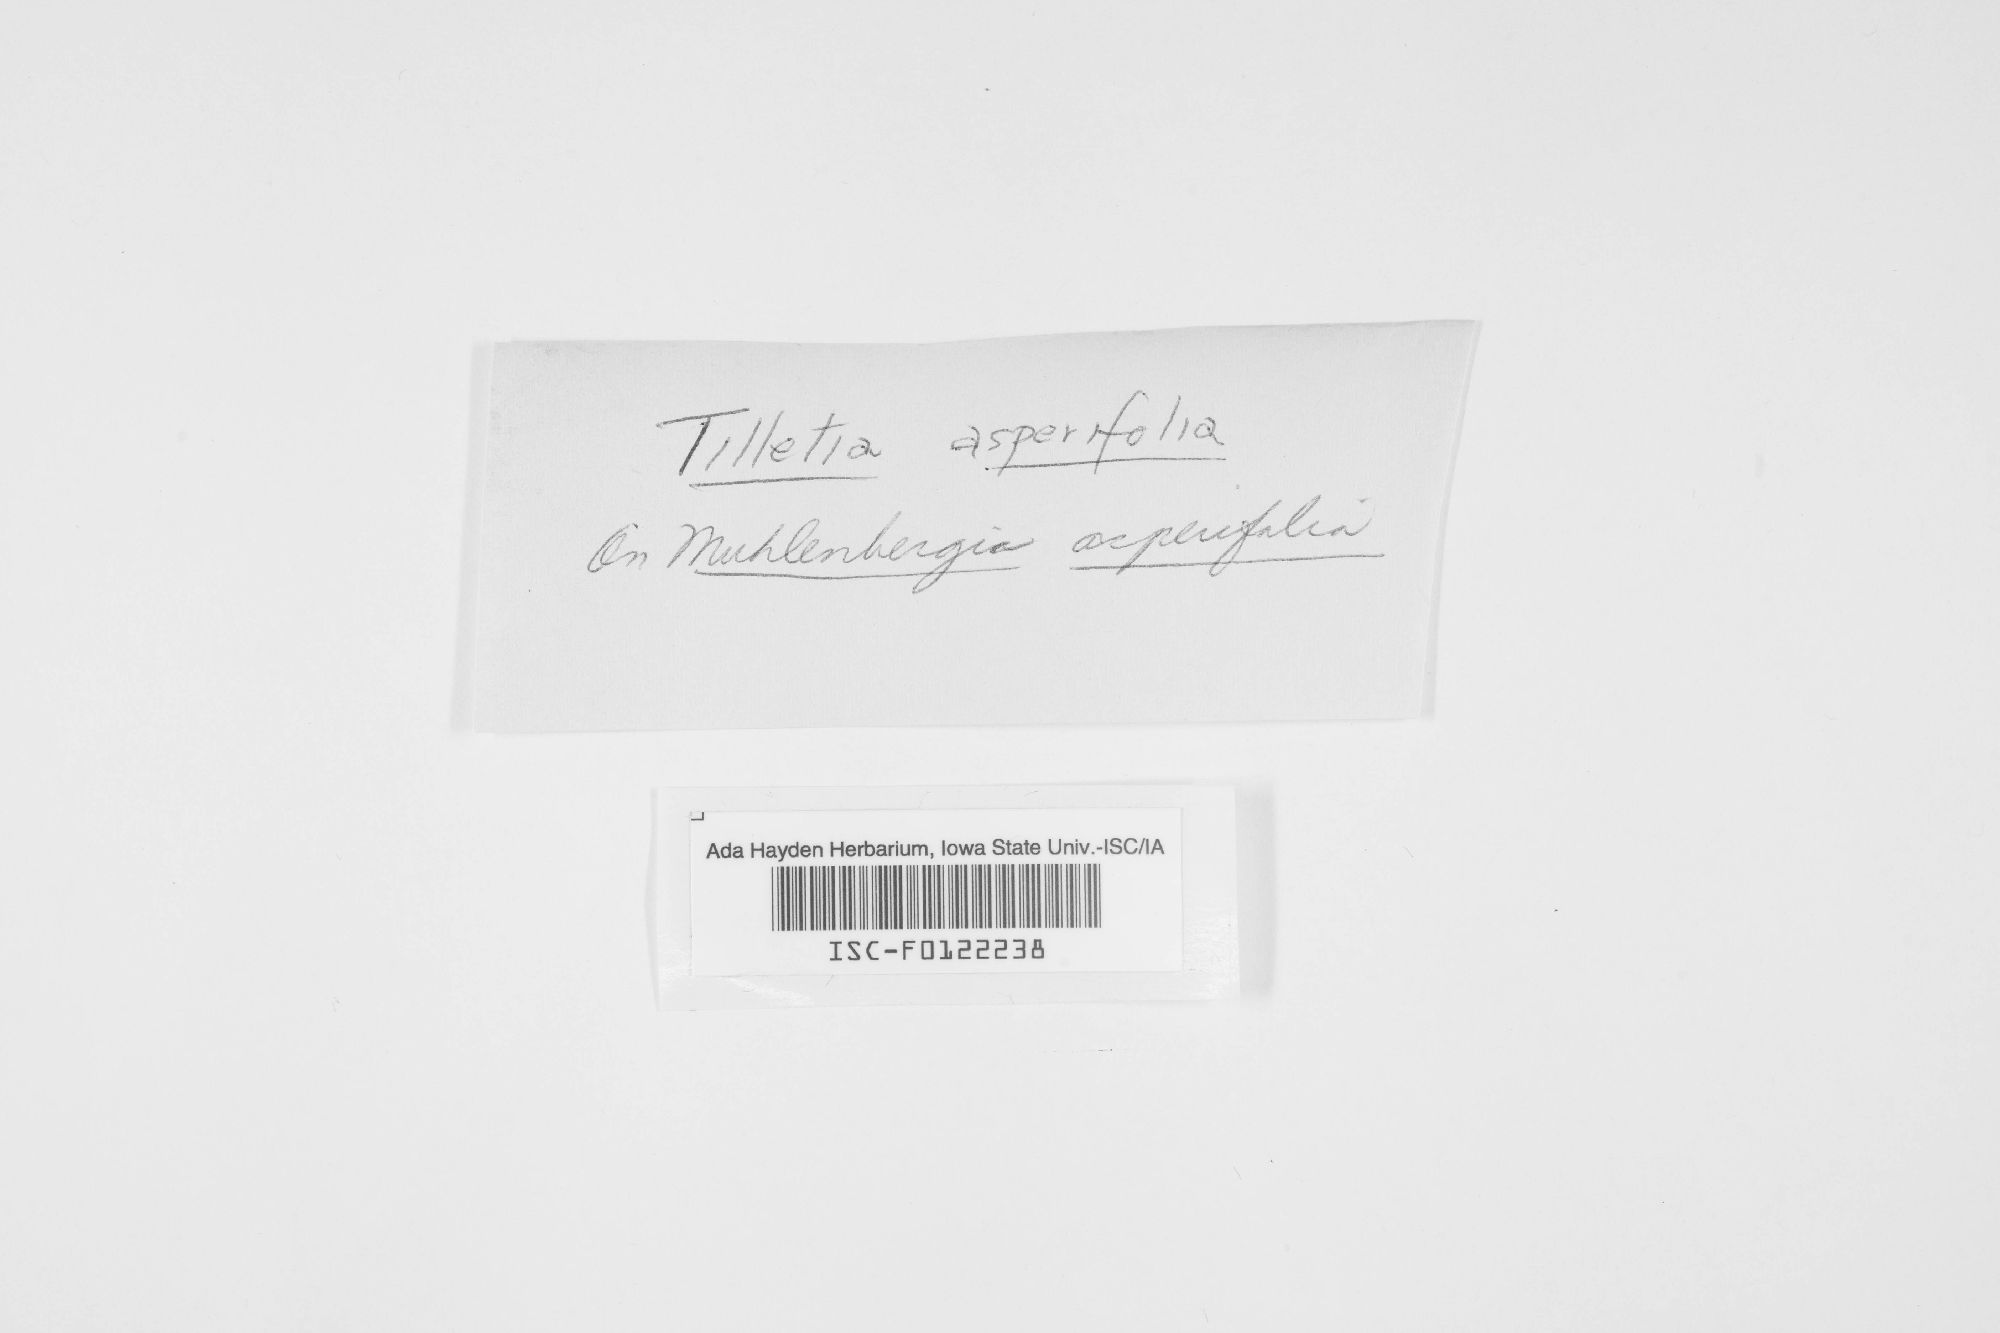 Tilletia asperifolia
On Muhlenbergia asperifolia
Ada Hayden Herbarium, Iowa State Univ.-ISC/IA
ISC-F0122238